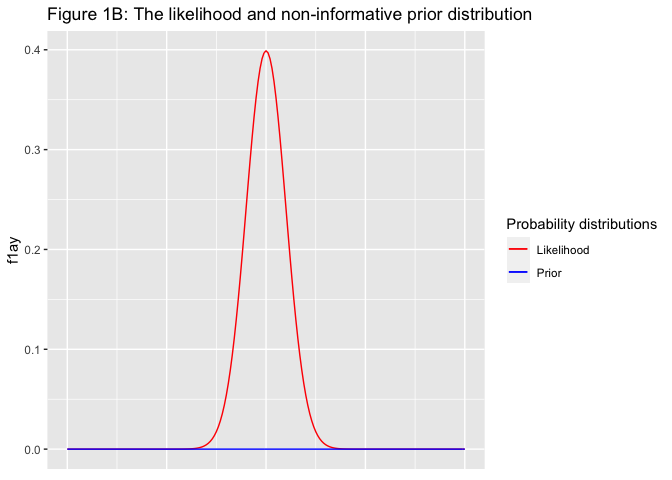 Figure 1B: The likelihood and non-informative prior distribution
0.4
0.3
0.2
0.1
0.0
f1ay
Probability distributions
Likelihood
Prior